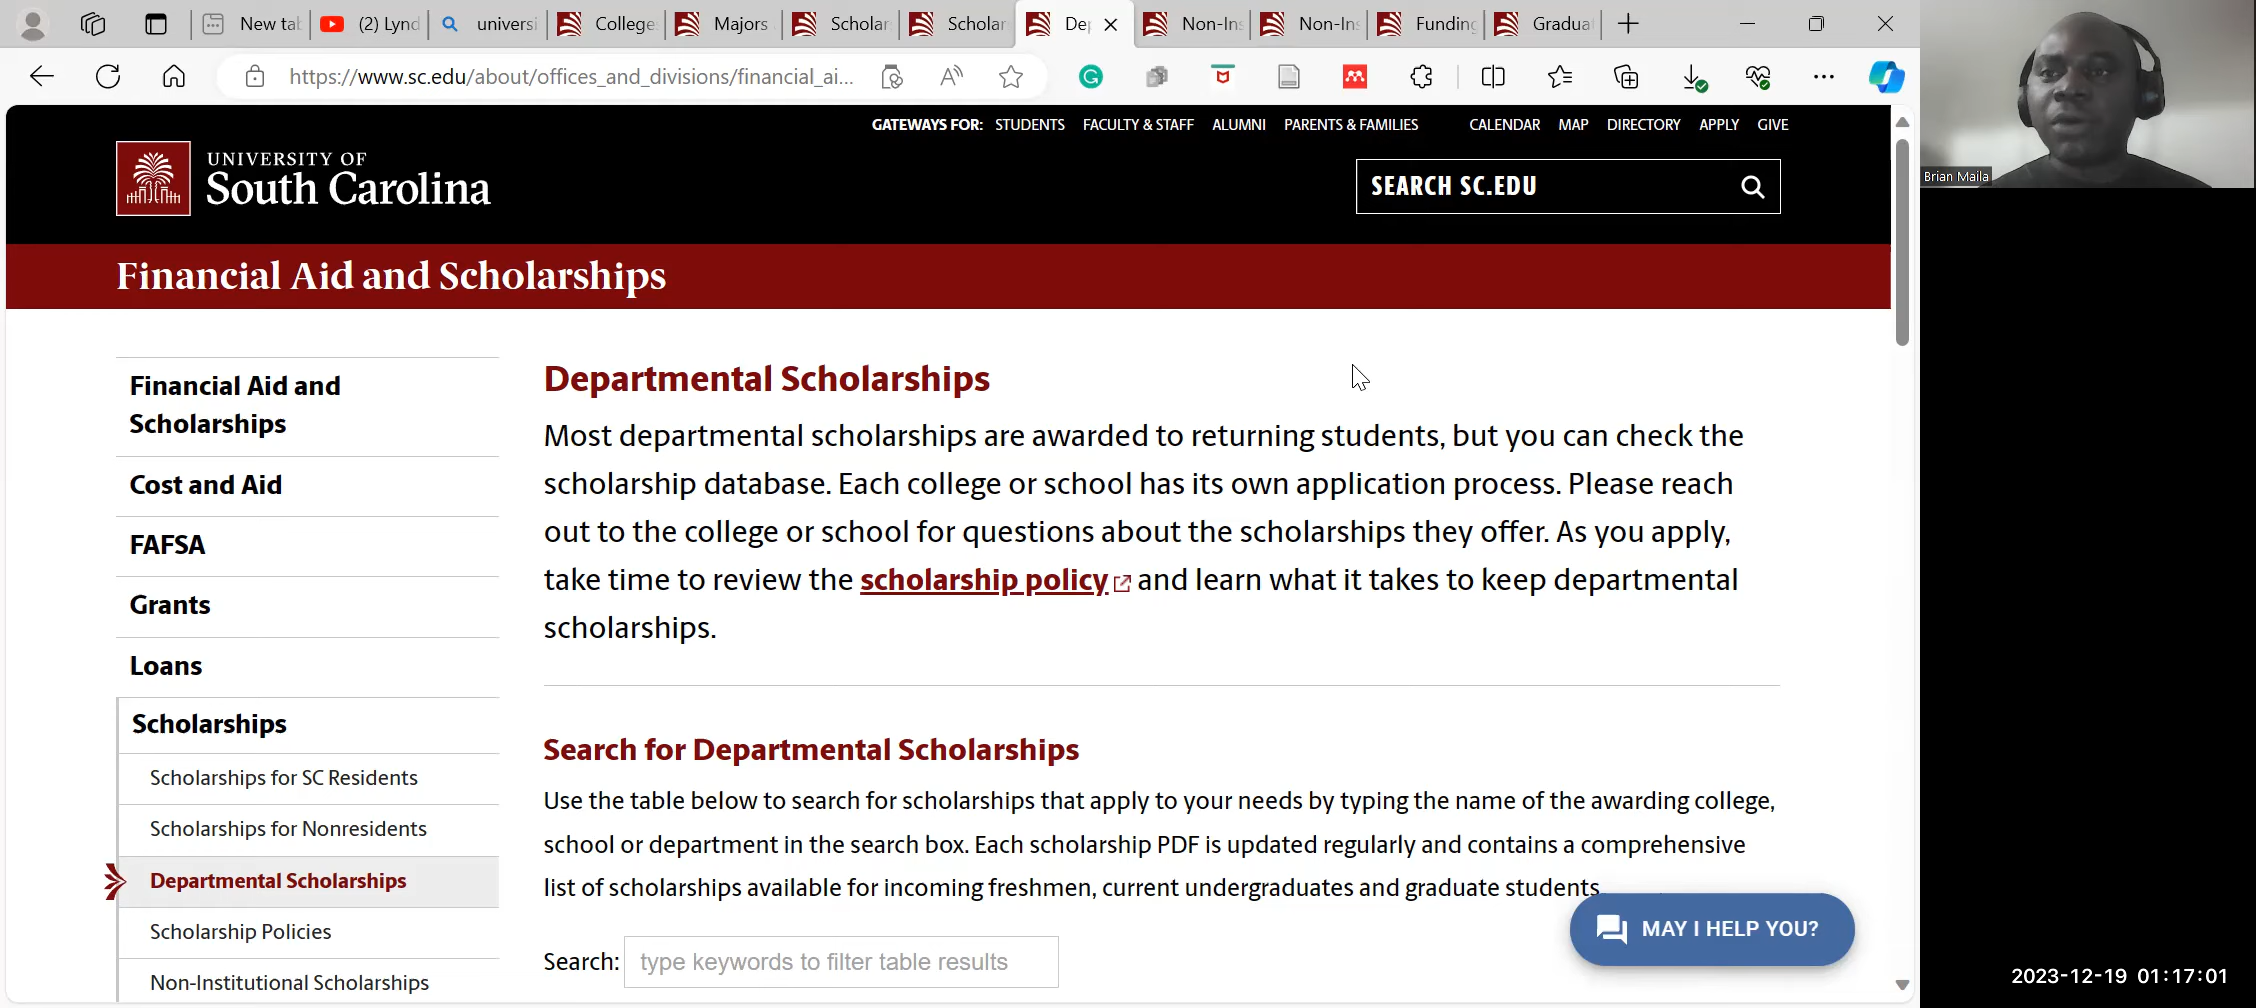 New tab
(2) Lynd
universi
College
Majors
Scholar
Scholar
Dep
Non-Ins
Non-Ins
Funding
Graduat
https://www.sc.edu/about/offices_and_divisions/financial_ai...
GATEWAYS FOR: STUDENTS FACULTY & STAFF ALUMNI PARENTS & FAMILIES CALENDAR MAP DIRECTORY APPLY GIVE
UNIVERSITY OF
South Carolina
SEARCH SC.EDU
Brian Maila
Financial Aid and Scholarships
Financial Aid and
Scholarships
Cost and Aid
FAFSA
Grants
Loans
Scholarships
Scholarships for SC Residents
Scholarships for Nonresidents
Departmental Scholarships
Scholarship Policies
Non-Institutional Scholarships
Departmental Scholarships
Most departmental scholarships are awarded to returning students, but you can check the
scholarship database. Each college or school has its own application process. Please reach
out to the college or school for questions about the scholarships they offer. As you apply,
take time to review the scholarship policy and learn what it takes to keep departmental
scholarships.
Search for Departmental Scholarships
Use the table below to search for scholarships that apply to your needs by typing the name of the awarding college,
school or department in the search box. Each scholarship PDF is updated regularly and contains a comprehensive
list of scholarships available for incoming freshmen, current undergraduates and graduate students.
Search: type keywords to filter table results
MAY I HELP YOU?
2023-12-19 01:17:01